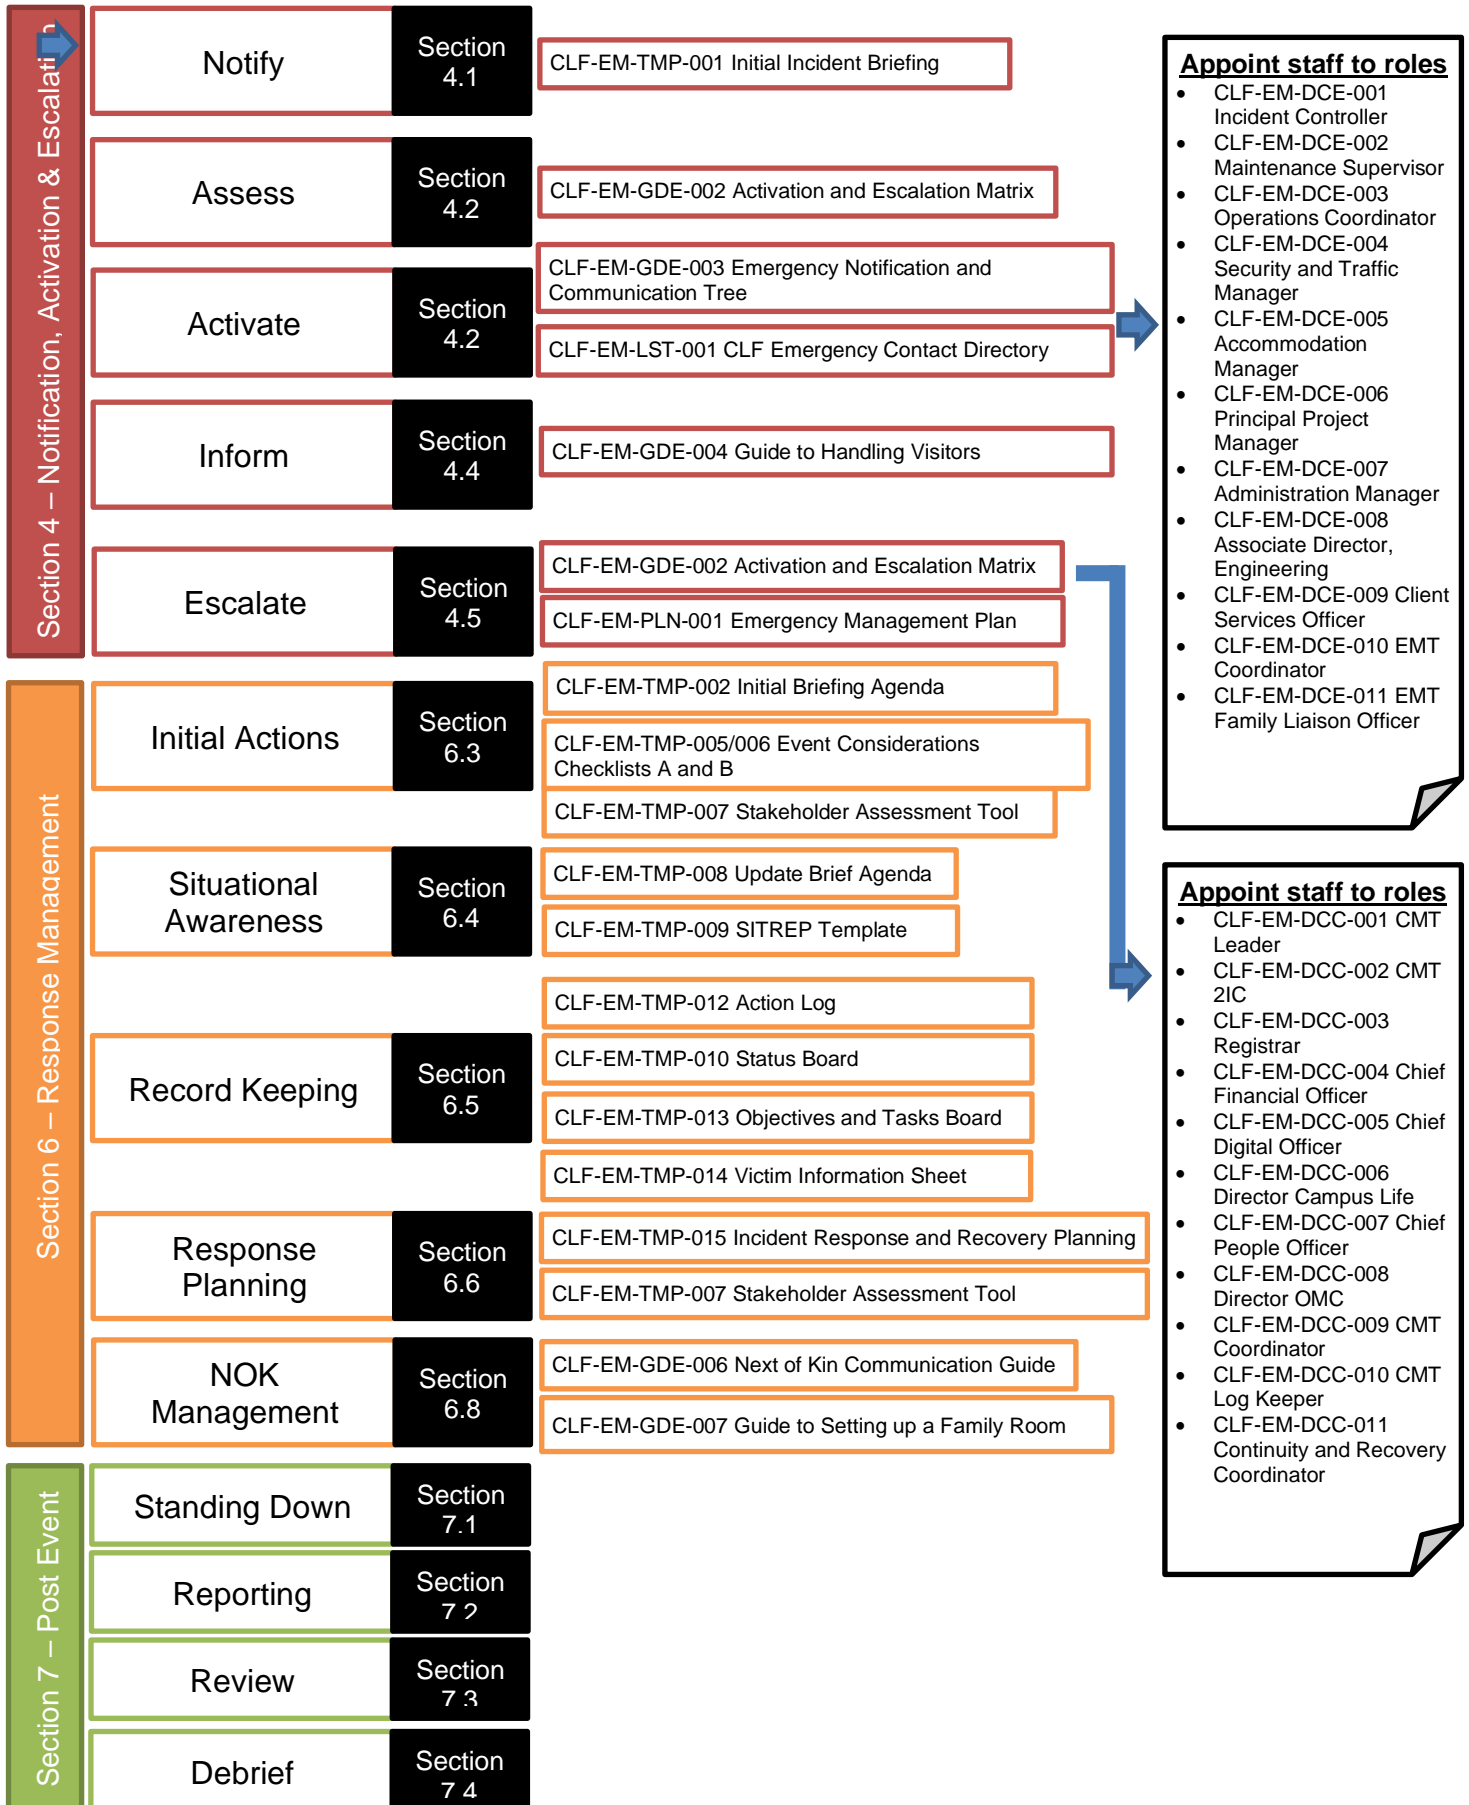 Section 4 – Notification, Activation & Escalation
Notify
Section
4.1
CLF-EM-TMP-001 Initial Incident Briefing
Assess
Section
4.2
CLF-EM-GDE-002 Activation and Escalation Matrix
Activate
Section
4.2
CLF-EM-GDE-003 Emergency Notification and
Communication Tree
CLF-EM-LST-001 CLF Emergency Contact Directory
Inform
Section
4.4
CLF-EM-GDE-004 Guide to Handling Visitors
Escalate
Section
4.5
CLF-EM-GDE-002 Activation and Escalation Matrix
CLF-EM-PLN-001 Emergency Management Plan
Appoint staff to roles
• CLF-EM-DCE-001
Incident Controller
• CLF-EM-DCE-002
Maintenance Supervisor
• CLF-EM-DCE-003
Operations Coordinator
• CLF-EM-DCE-004
Security and Traffic
Manager
• CLF-EM-DCE-005
Accommodation
Manager
• CLF-EM-DCE-006
Principal Project
Manager
• CLF-EM-DCE-007
Administration Manager
• CLF-EM-DCE-008
Associate Director,
Engineering
• CLF-EM-DCE-009 Client
Services Officer
• CLF-EM-DCE-010 EMT
Coordinator
• CLF-EM-DCE-011 EMT
Family Liaison Officer
Section 6 – Response Management
Initial Actions
Section
6.3
CLF-EM-TMP-002 Initial Briefing Agenda
CLF-EM-TMP-005/006 Event Considerations
Checklists A and B
CLF-EM-TMP-007 Stakeholder Assessment Tool
Situational
Awareness
Section
6.4
CLF-EM-TMP-008 Update Brief Agenda
CLF-EM-TMP-009 SITREP Template
Record Keeping
Section
6.5
CLF-EM-TMP-012 Action Log
CLF-EM-TMP-010 Status Board
CLF-EM-TMP-013 Objectives and Tasks Board
CLF-EM-TMP-014 Victim Information Sheet
Response
Planning
Section
6.6
CLF-EM-TMP-015 Incident Response and Recovery Planning
CLF-EM-TMP-007 Stakeholder Assessment Tool
NOK
Management
Section
6.8
CLF-EM-GDE-006 Next of Kin Communication Guide
CLF-EM-GDE-007 Guide to Setting up a Family Room
Appoint staff to roles
• CLF-EM-DCC-001 CMT
Leader
• CLF-EM-DCC-002 CMT
2IC
• CLF-EM-DCC-003
Registrar
• CLF-EM-DCC-004 Chief
Financial Officer
• CLF-EM-DCC-005 Chief
Digital Officer
• CLF-EM-DCC-006
Director Campus Life
• CLF-EM-DCC-007 Chief
People Officer
• CLF-EM-DCC-008
Director OMC
• CLF-EM-DCC-009 CMT
Coordinator
• CLF-EM-DCC-010 CMT
Log Keeper
• CLF-EM-DCC-011
Continuity and Recovery
Coordinator
Section 7 – Post Event
Standing Down
Section
7.1
Reporting
Section
7.2
Review
Section
7.3
Debrief
Section
7.4